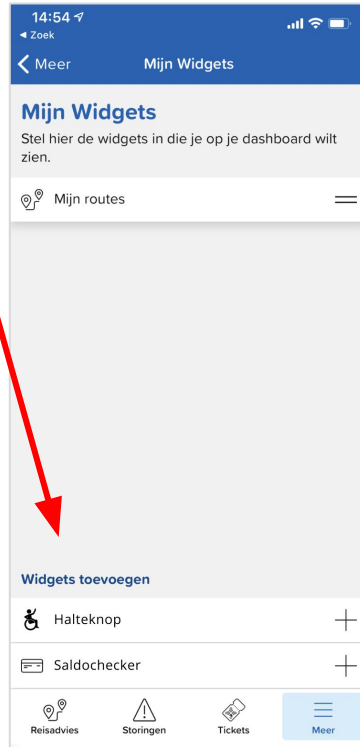 14:54
◀ Zoek
Meer
Mijn Widgets
Mijn Widgets
Stel hier de widgets in die je op je dashboard wilt
zien.
Mijn routes
Widgets toevoegen
Halteknop
Saldochecker
Reisadvies
Storingen
Tickets
Meer